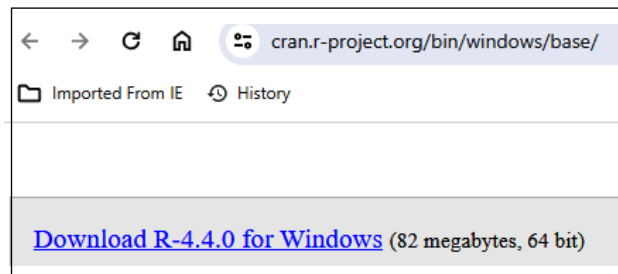 cran.r-project.org/bin/windows/base/
Imported From IE History
Download R-4.4.0 for Windows (82 megabytes, 64 bit)